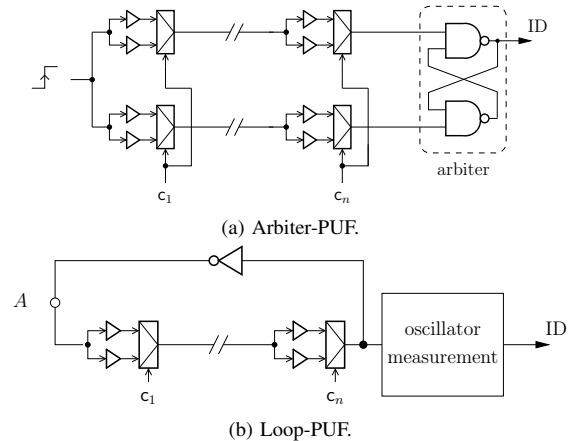 ID
arbiter
c1
cn
(a) Arbiter-PUF.
A
oscillator
measurement
ID
c1
cn
(b) Loop-PUF.